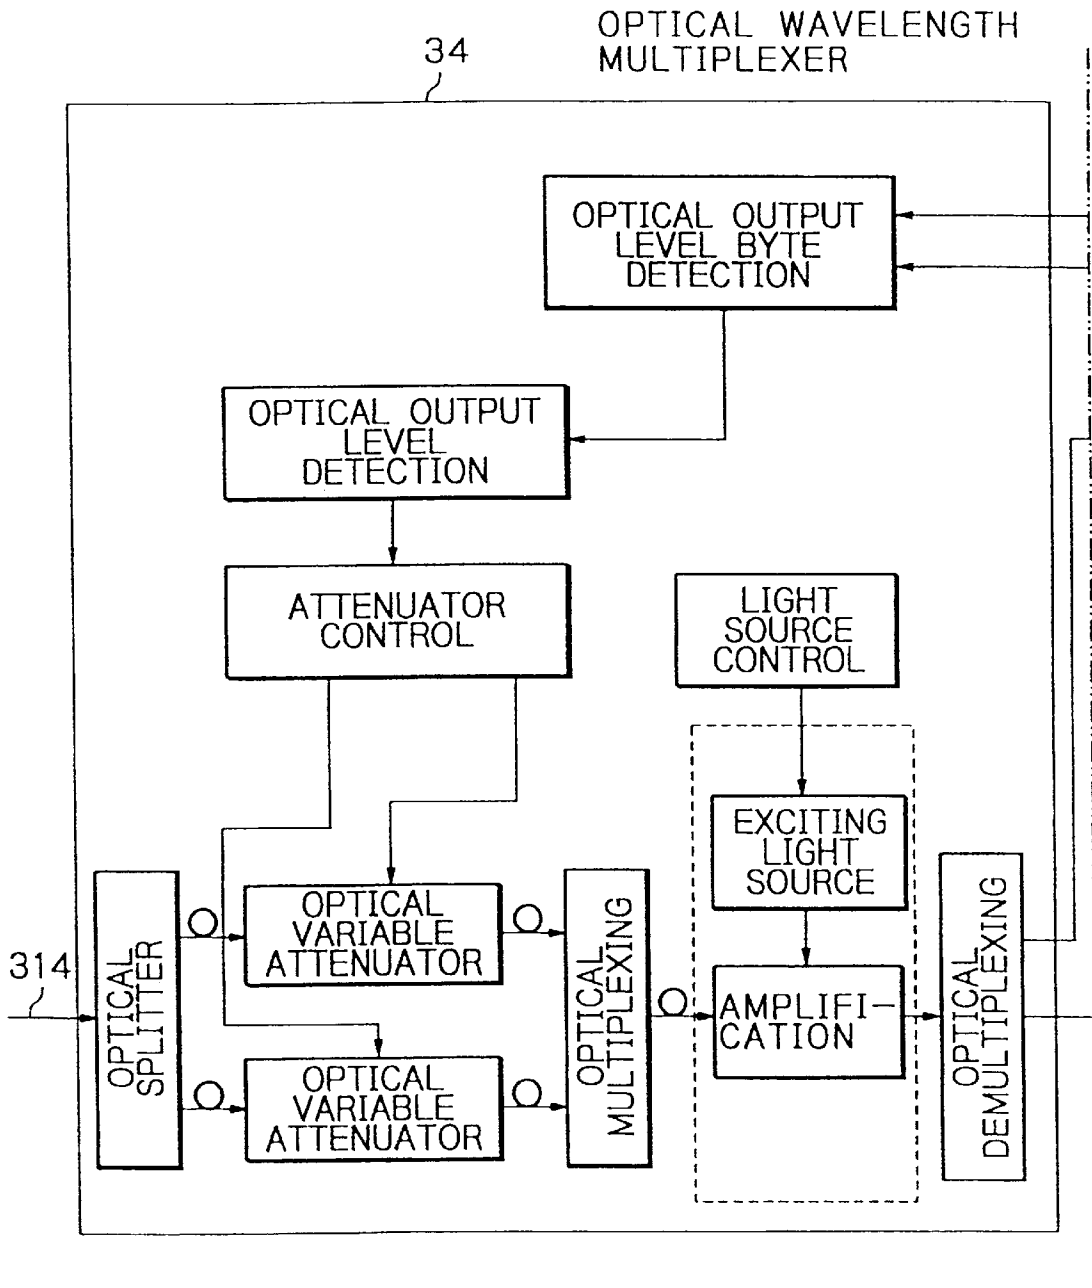 OPTICAL WAVELENGTH
MULTIPLEXER
34
OPTICAL OUTPUT
LEVEL BYTE
DETECTION
OPTICAL OUTPUT
LEVEL
DETECTION
ATTENUATOR
CONTROL
LIGHT
SOURCE
CONTROL
EXCITING
LIGHT
SOURCE
314
OPTICAL
SPLITTER
OPTICAL
VARIABLE
ATTENUATOR
OPTICAL
VARIABLE
ATTENUATOR
OPTICAL
MULTIPLEXING
AMPLIFI-
CATION
OPTICAL
DEMULTIPLEXING